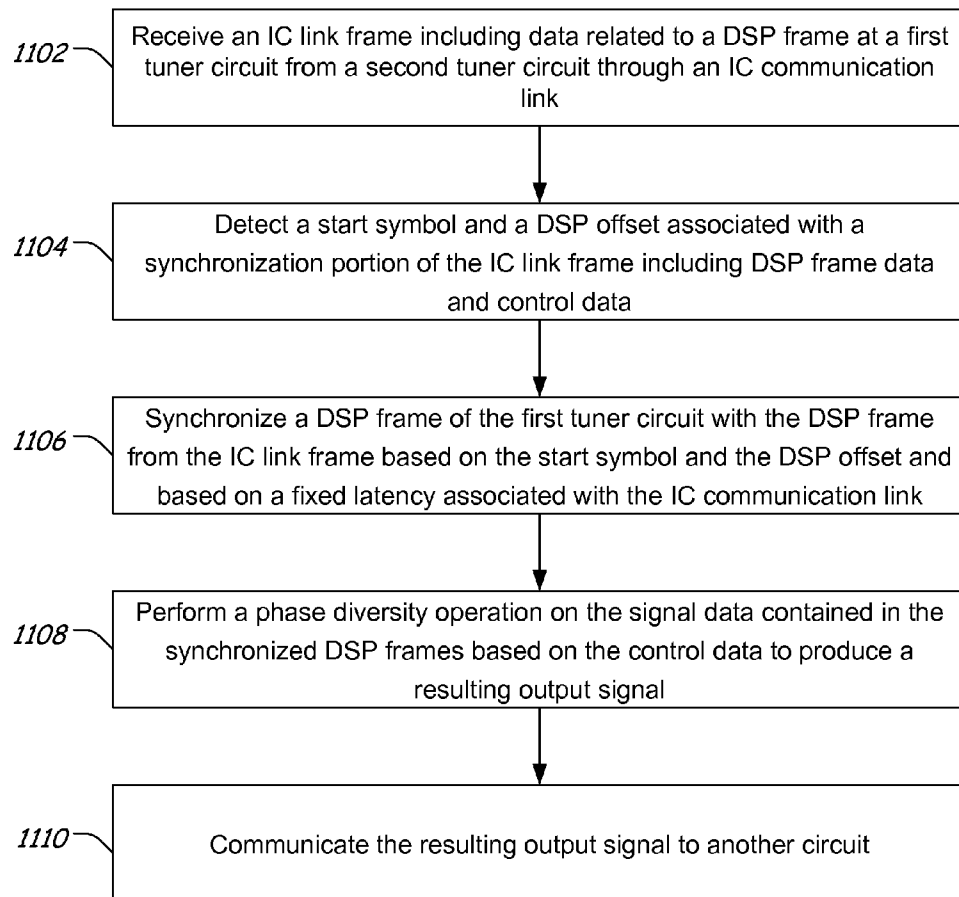 1102
Receive an IC link frame including data related to a DSP frame at a first
tuner circuit from a second tuner circuit through an IC communication
link
1104
Detect a start symbol and a DSP offset associated with a
synchronization portion of the IC link frame including DSP frame data
and control data
1106
Synchronize a DSP frame of the first tuner circuit with the DSP frame
from the IC link frame based on the start symbol and the DSP offset and
based on a fixed latency associated with the IC communication link
1108
Perform a phase diversity operation on the signal data contained in the
synchronized DSP frames based on the control data to produce a
resulting output signal
1110
Communicate the resulting output signal to another circuit